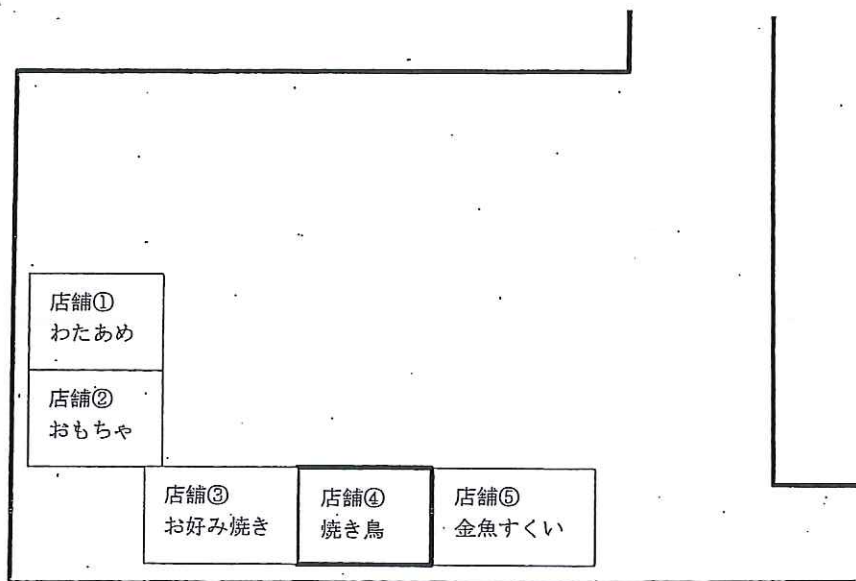 店舗①
わたあめ
店舗②
おもちゃ
店舗③
お好み焼き
店舗④
焼き鳥
店舗⑤
金魚すくい